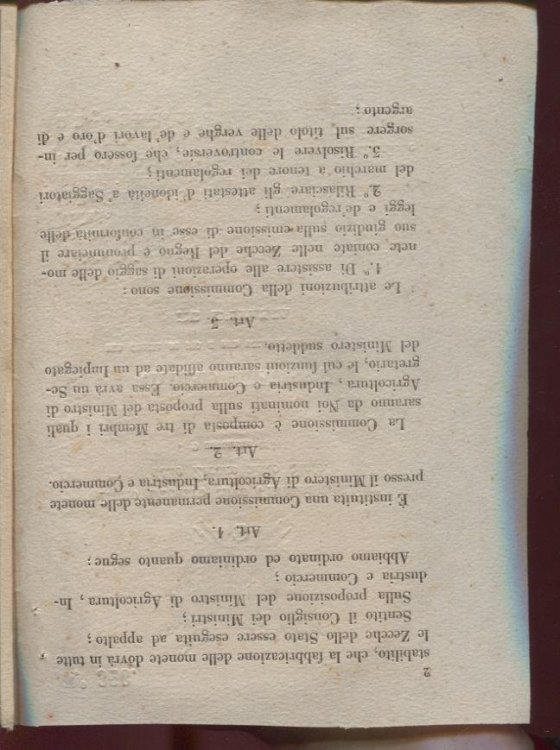 2
stabilito, che la fabbricazione delle monete dovrà in tutte
le Zecche dello Stato essere eseguita ad appalto;
Sentito il Consiglio dei Ministri;
Sulla proposizione del Ministro di Agricoltura, In-
dustria e Commercio;
Abbiamo ordinato ed ordiniamo quanto segue;
Art. 1.
È instituita una Commissione permanente delle monete
presso il Ministero di Agricoltura, Industria e Commercio.
Art. 2.
La Commissione è composta di tre Membri i quali
saranno da Noi nominati sulla proposta del Ministro di
Agricoltura, Industria e Commercio. Essa avrà un Se-
gretario, le cui funzioni saranno affidate ad un Impiegato
del Ministero suddetto.
Art. 3.
Le attribuzioni della Commissione sono:
1.° Di assistere alle operazioni di saggio delle mo-
nete coniate nelle Zecche del Regno e pronunciare il
suo giudizio sulla emissione di esse in conformità delle
leggi e de' regolamenti;
2.° Rilasciare gli attestati d'idoneità a' Saggiatori
del marchio a tenore dei regolamenti;
3.° Risolvere le controversie, che fossero per in-
sorgere sul titolo delle verghe e de' lavori d'oro e di
argento;